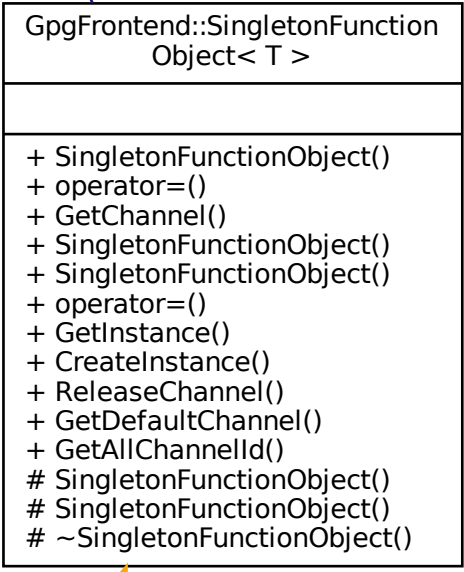 GpgFrontend::SingletonFunction
Object< T >
+ SingletonFunctionObject()
+ operator=()
+ GetChannel()
+ SingletonFunctionObject()
+ SingletonFunctionObject()
+ operator=()
+ GetInstance()
+ CreateInstance()
+ ReleaseChannel()
+ GetDefaultChannel()
+ GetAllChannelId()
# SingletonFunctionObject()
# SingletonFunctionObject()
# ~SingletonFunctionObject()